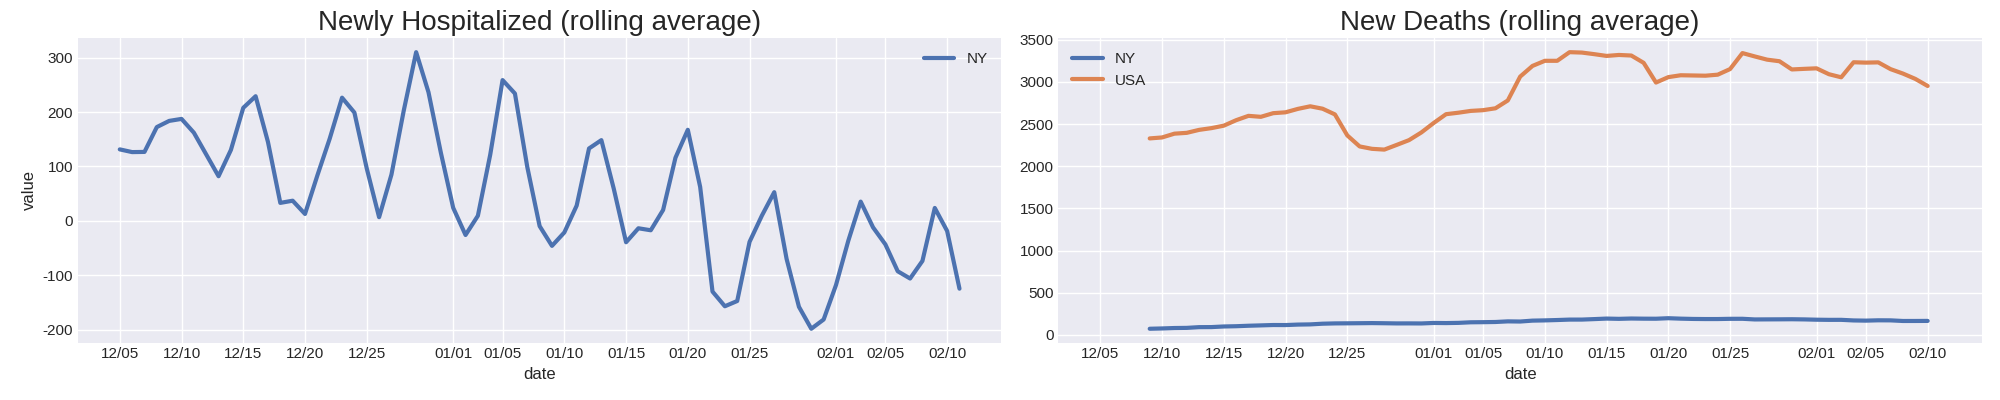 Newly Hospitalized (rolling average)
300
200
100
0
-100
-200
value
NY
12/05 12/10 12/15 12/20 12/25 01/01 01/05 01/10 01/15 01/20 01/25 02/01 02/05 02/10
date
New Deaths (rolling average)
3500
3000
2500
2000
1500
1000
500
0
NY
USA
12/05 12/10 12/15 12/20 12/25 01/01 01/05 01/10 01/15 01/20 01/25 02/01 02/05 02/10
date